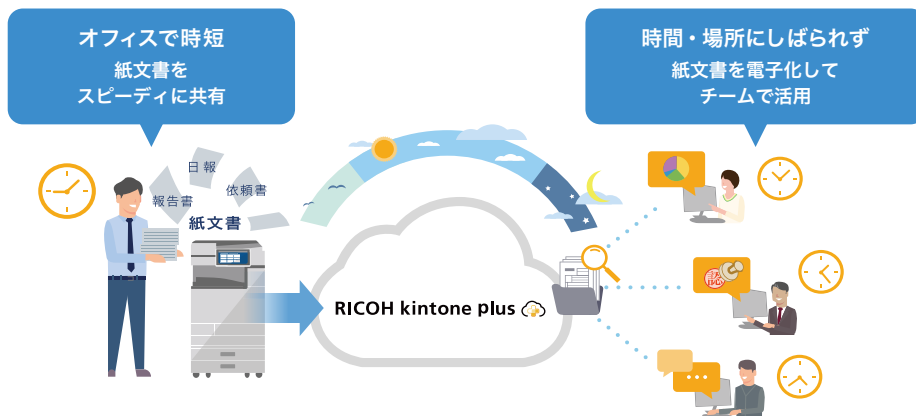 オフィスで時短
紙文書を
スピーディに共有
時間・場所にしばられず
紙文書を電子化して
チームで活用
日報
報告書
依頼書
紙文書
RICOH kintone plus
認